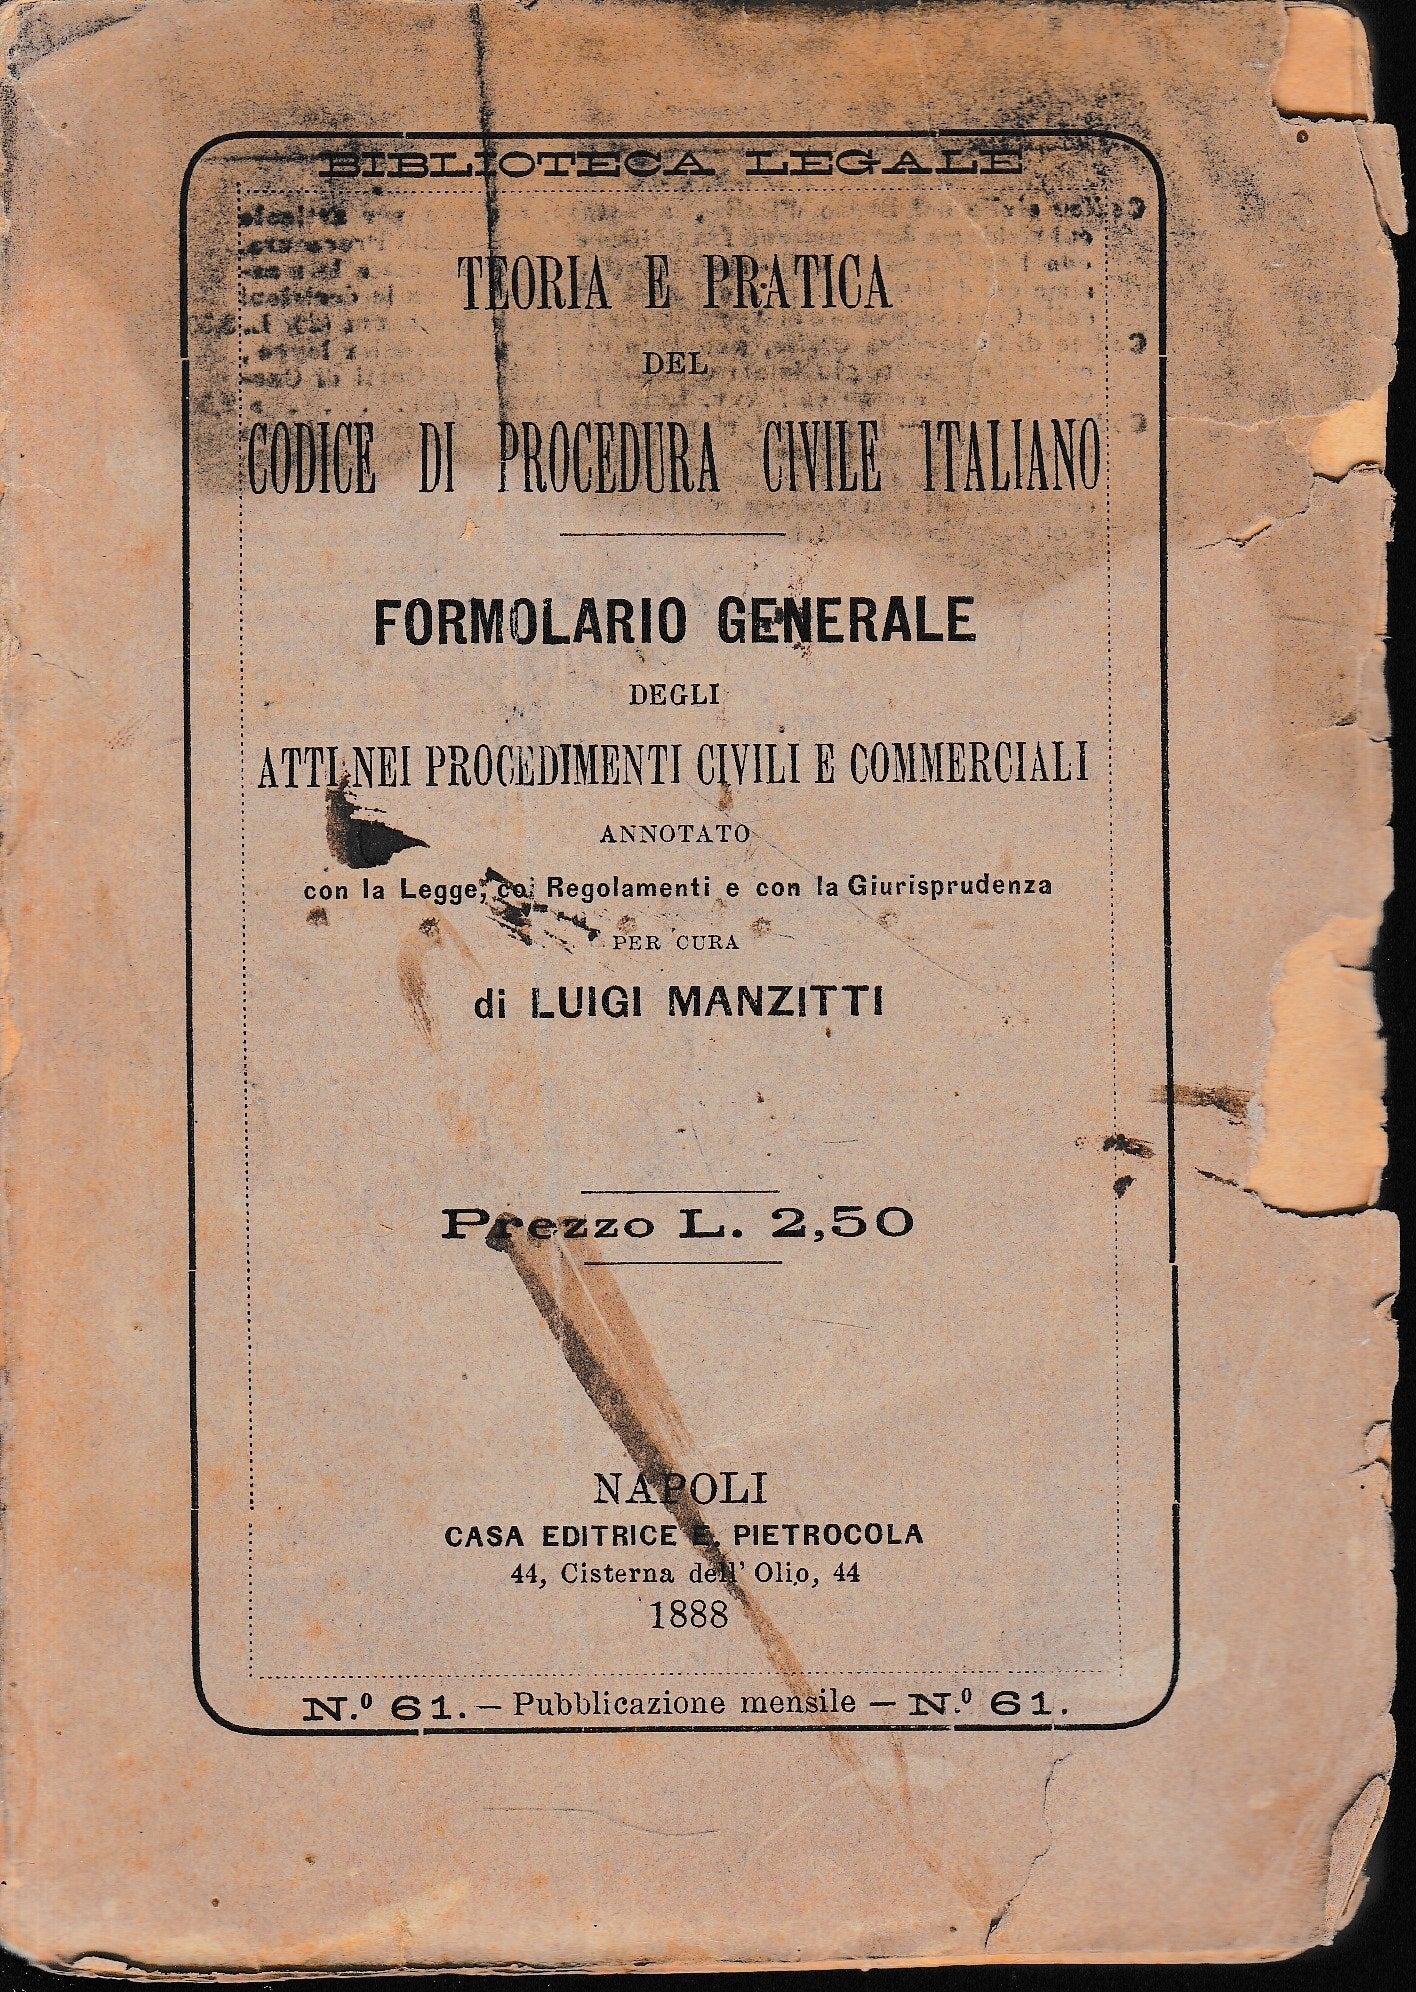 BIBLIOTECA LEGALE
TEORIA E PRATICA
DEL
CODICE DI PROCEDURA CIVILE ITALIANO
FORMOLARIO GENERALE
DEGLI
ATTI NEI PROCEDIMENTI CIVILI E COMMERCIALI
ANNOTATO
con la Legge, coi Regolamenti e con la Giurisprudenza
PER CURA
di LUIGI MANZITTI
Prezzo L. 2,50
NAPOLI
CASA EDITRICE E. PIETROCOLA
44, Cisterna dell' Olio, 44
1888
N.º 61. — Pubblicazione mensile — N.º 61.